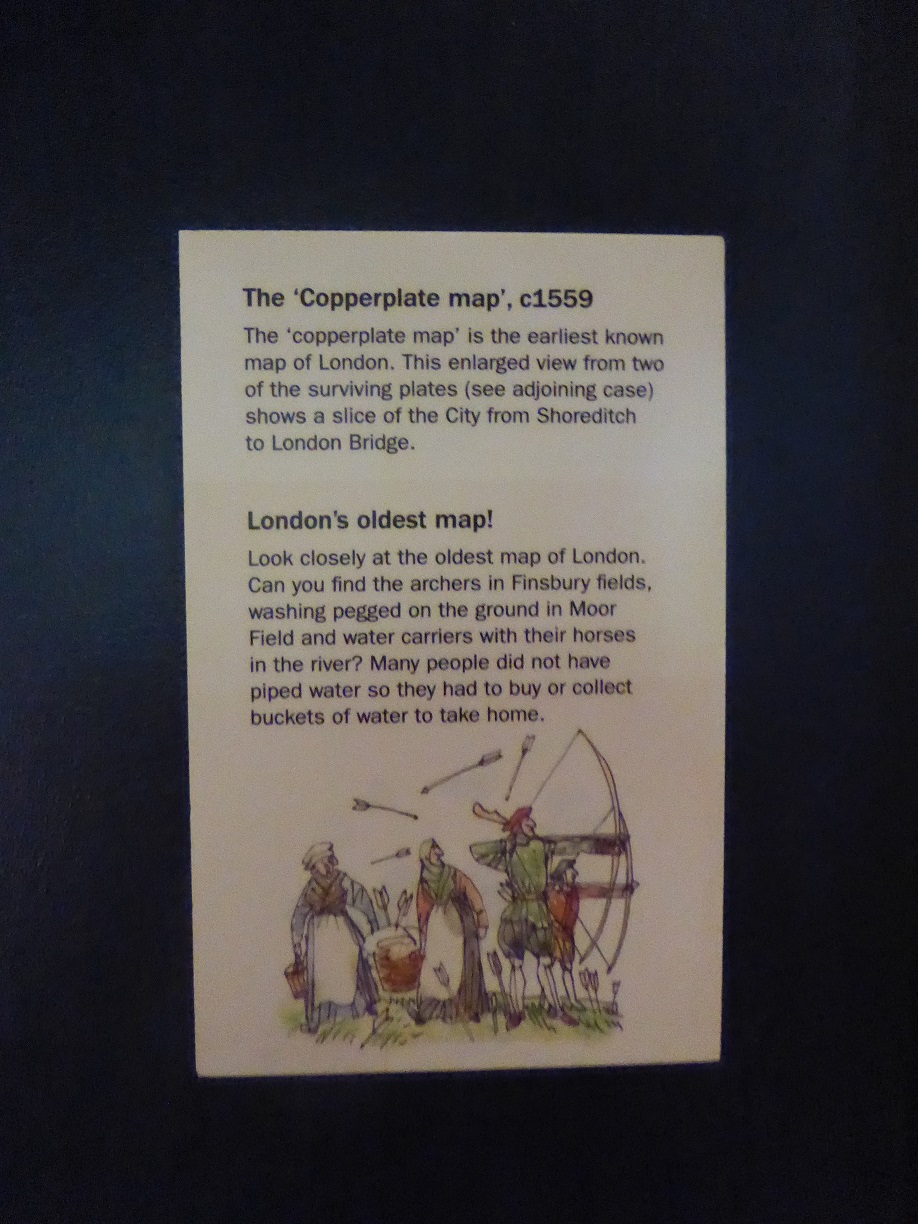 The ‘Copperplate map’, c1559
The ‘copperplate map’ is the earliest known
map of London. This enlarged view from two
of the surviving plates (see adjoining case)
shows a slice of the City from Shoreditch
to London Bridge.
London's oldest map!
Look closely at the oldest map of London.
Can you find the archers in Finsbury fields,
washing pegged on the ground in Moor
Field and water carriers with their horses
in the river? Many people did not have
piped water so they had to buy or collect
buckets of water to take home.